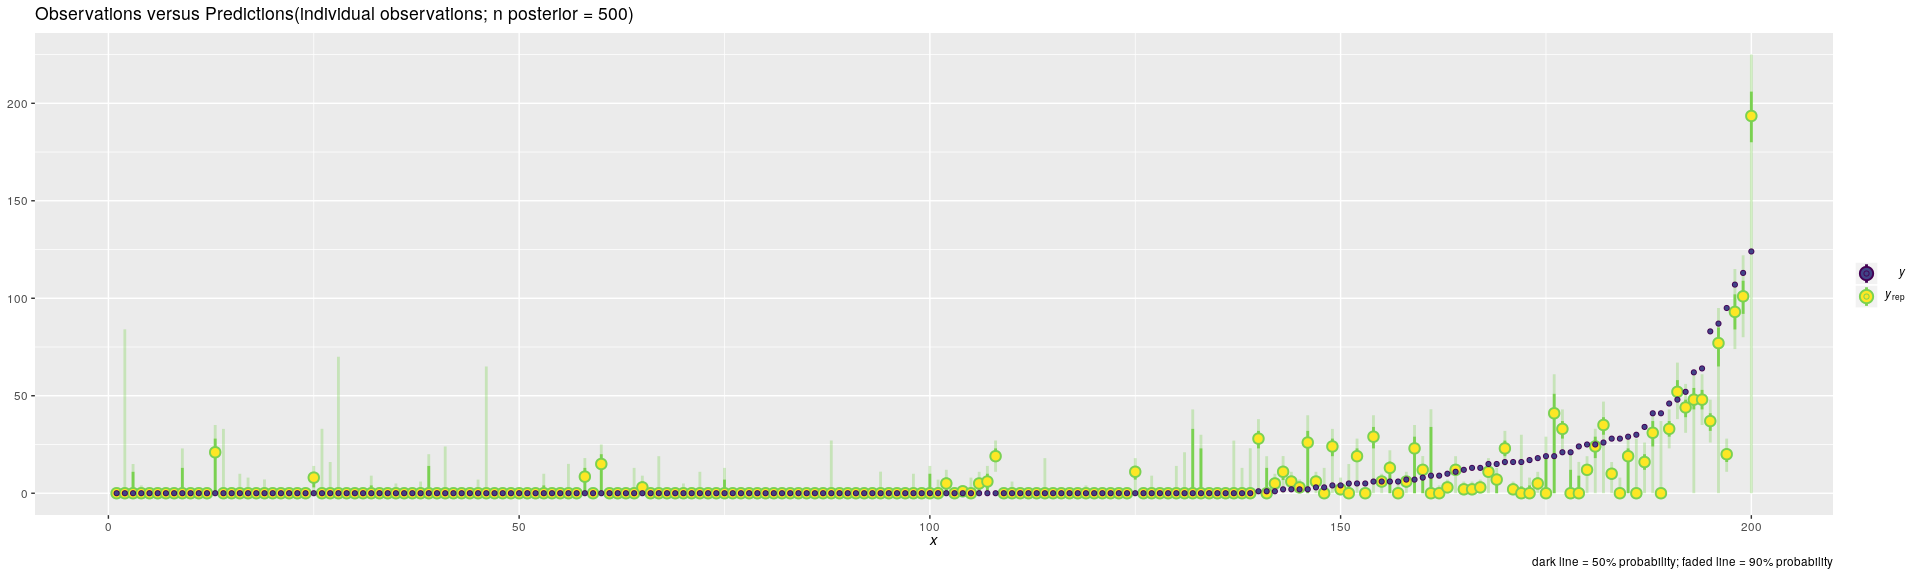 Observations versus Predictions(individual observations; n posterior = 500)
200
150
100
50
0
0 50 100 150 200
x
y
yrep
dark line = 50% probability; faded line = 90% probability